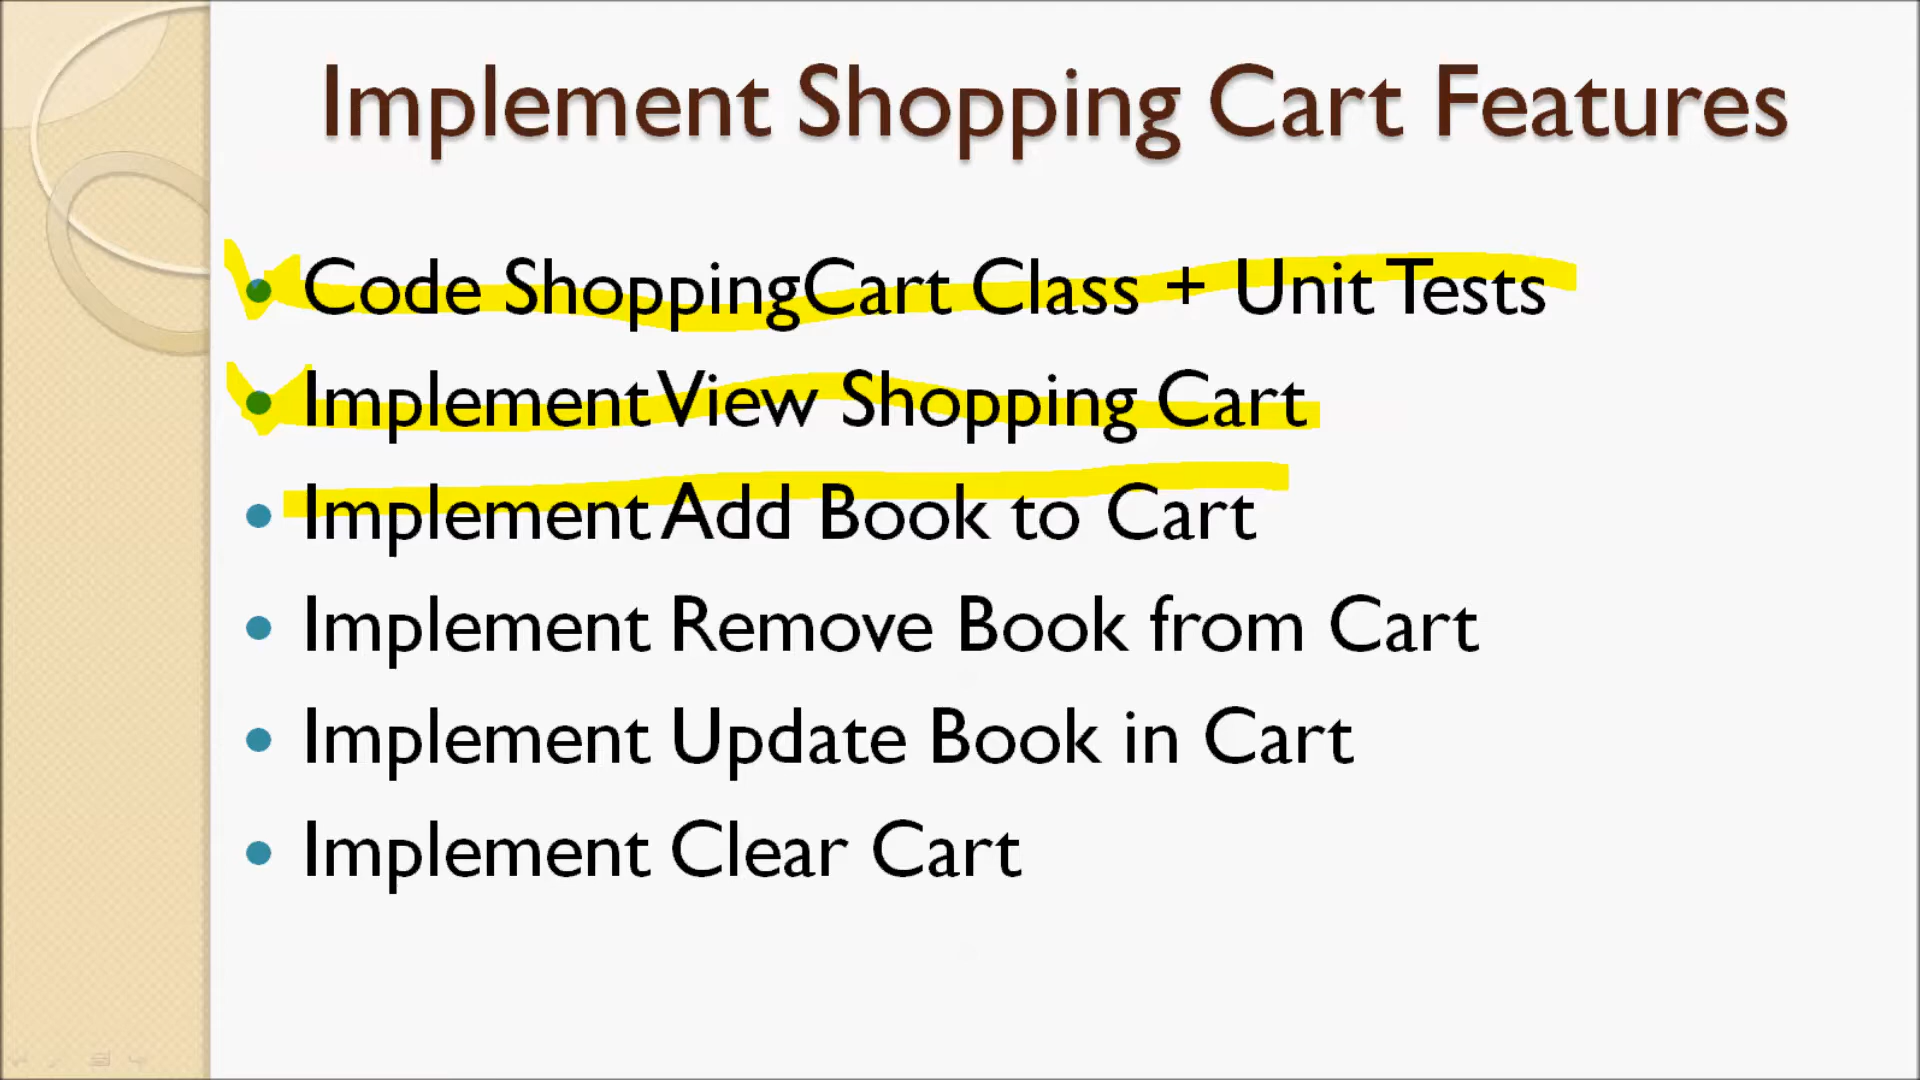 Implement Shopping Cart Features
Code ShoppingCart Class + Unit Tests
Implement View Shopping Cart
Implement Add Book to Cart
Implement Remove Book from Cart
Implement Update Book in Cart
Implement Clear Cart